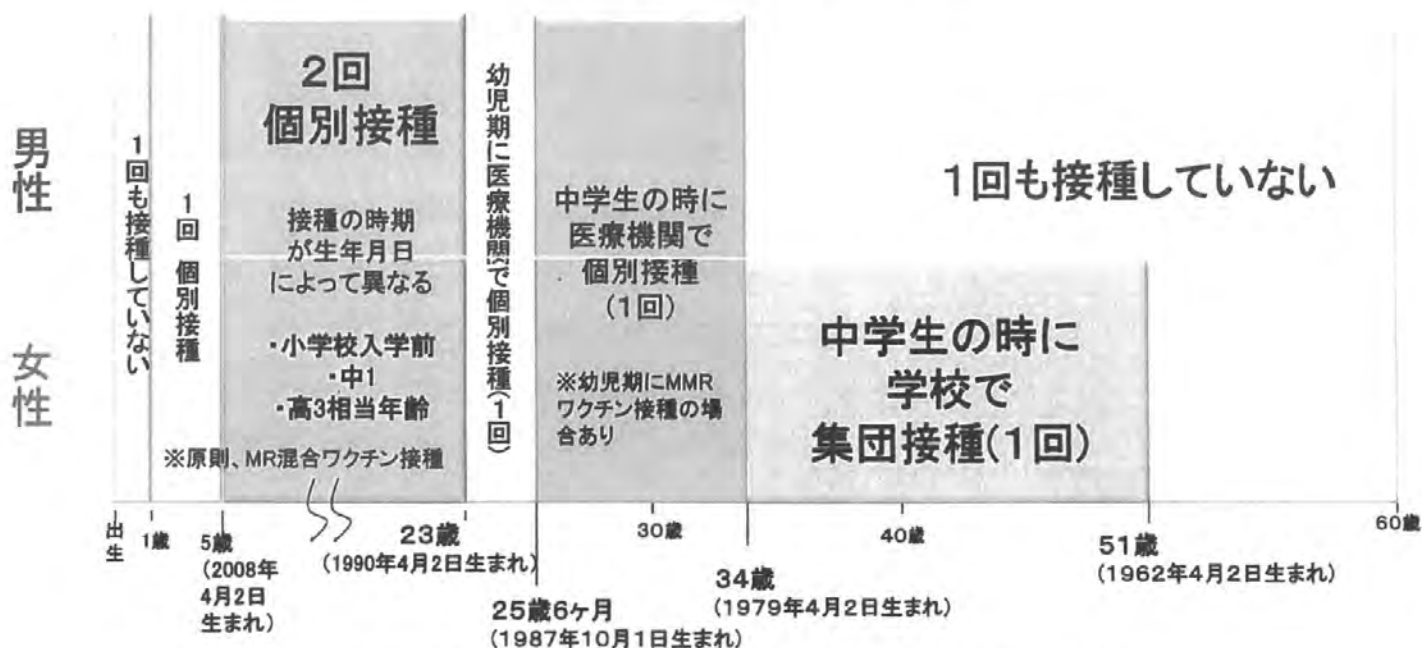 男性
女性
1回も接種していない
1回 個別接種
2回
個別接種
接種の時期
が生年月日
によって異なる
・小学校入学前
・中1
・高3相当年齢
※原則、MR混合ワクチン接種
幼児期に医療機関で個別接種(1回)
中学生の時に
医療機関で
個別接種
(1回)
※幼児期にMMR
ワクチン接種の場
合あり
1回も接種していない
中学生の時に
学校で
集団接種(1回)
出生
1歳
5歳
(2008年
4月2日
生まれ)
23歳
(1990年4月2日生まれ)
25歳6ヶ月
(1987年10月1日生まれ)
30歳
34歳
(1979年4月2日生まれ)
40歳
51歳
(1962年4月2日生まれ)
60歳